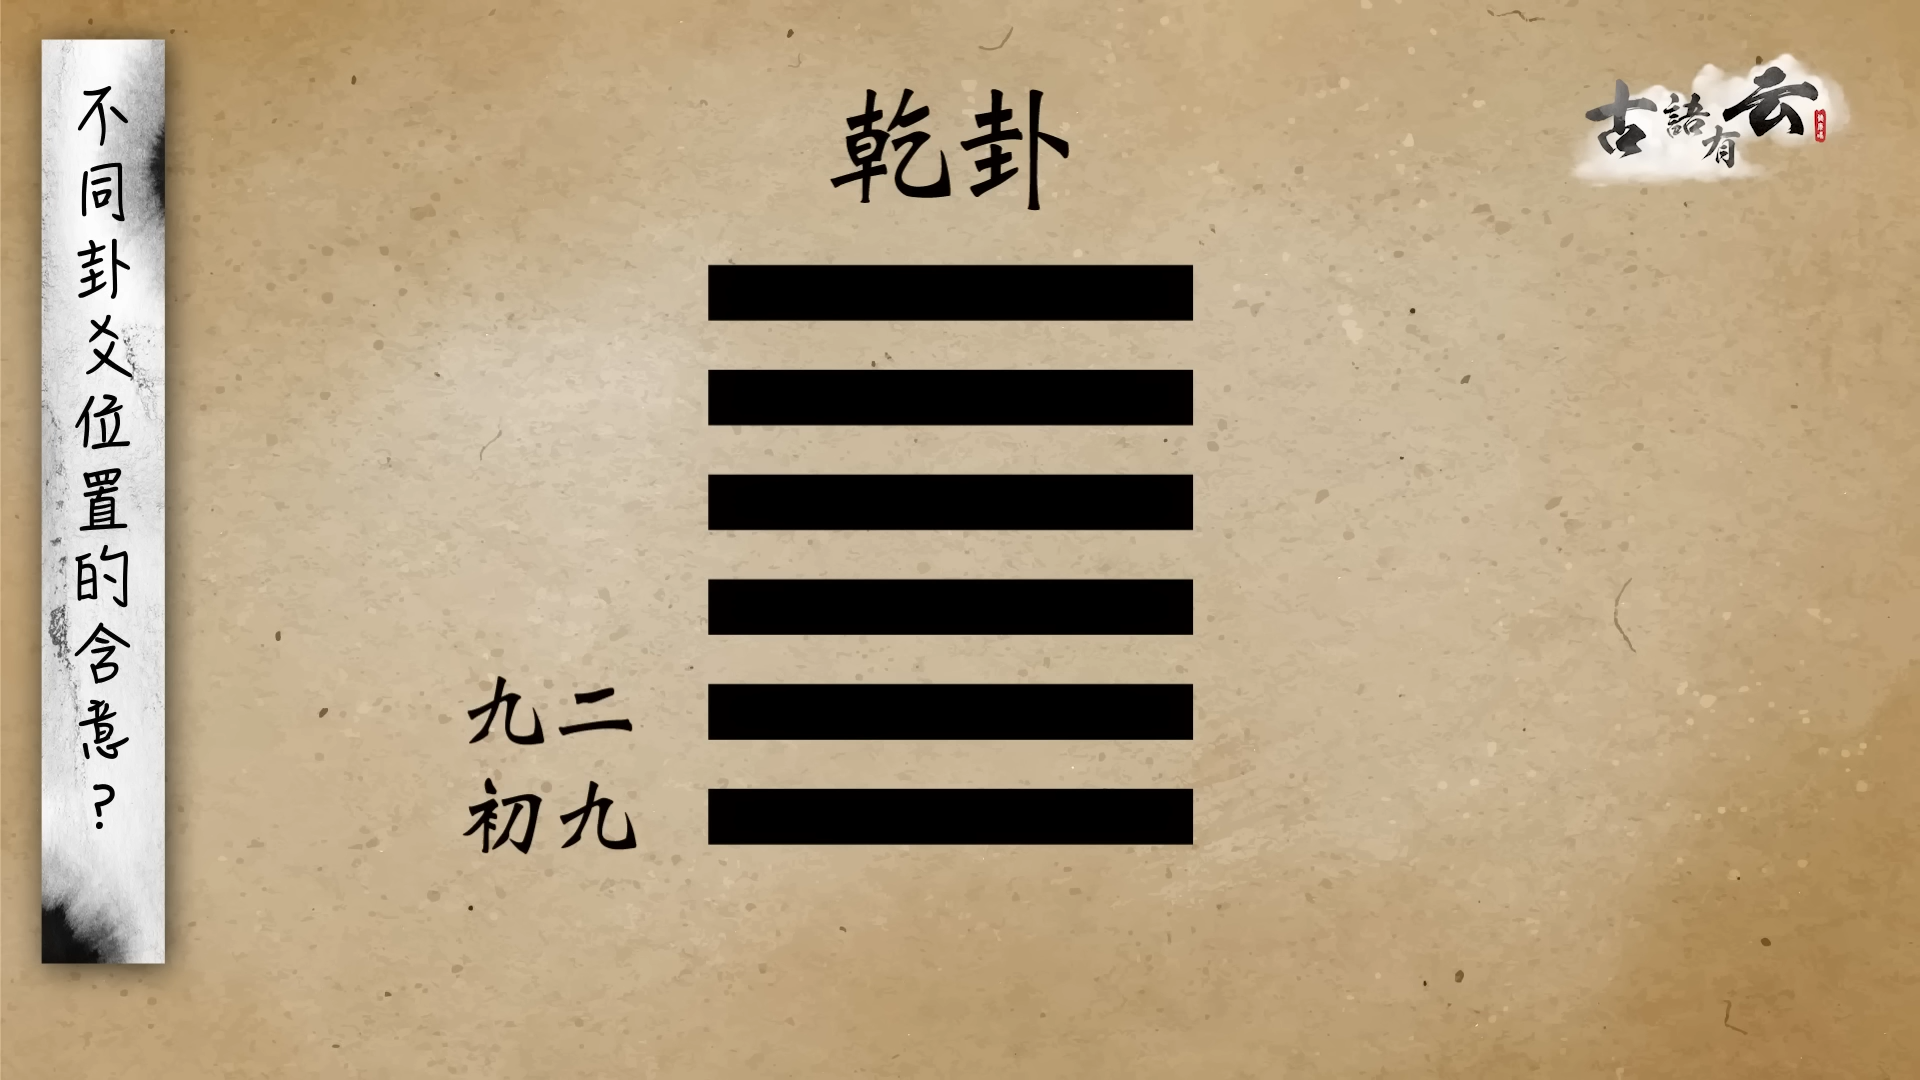 不同卦爻位置的含意?
乾卦
古語有云
九二
初九